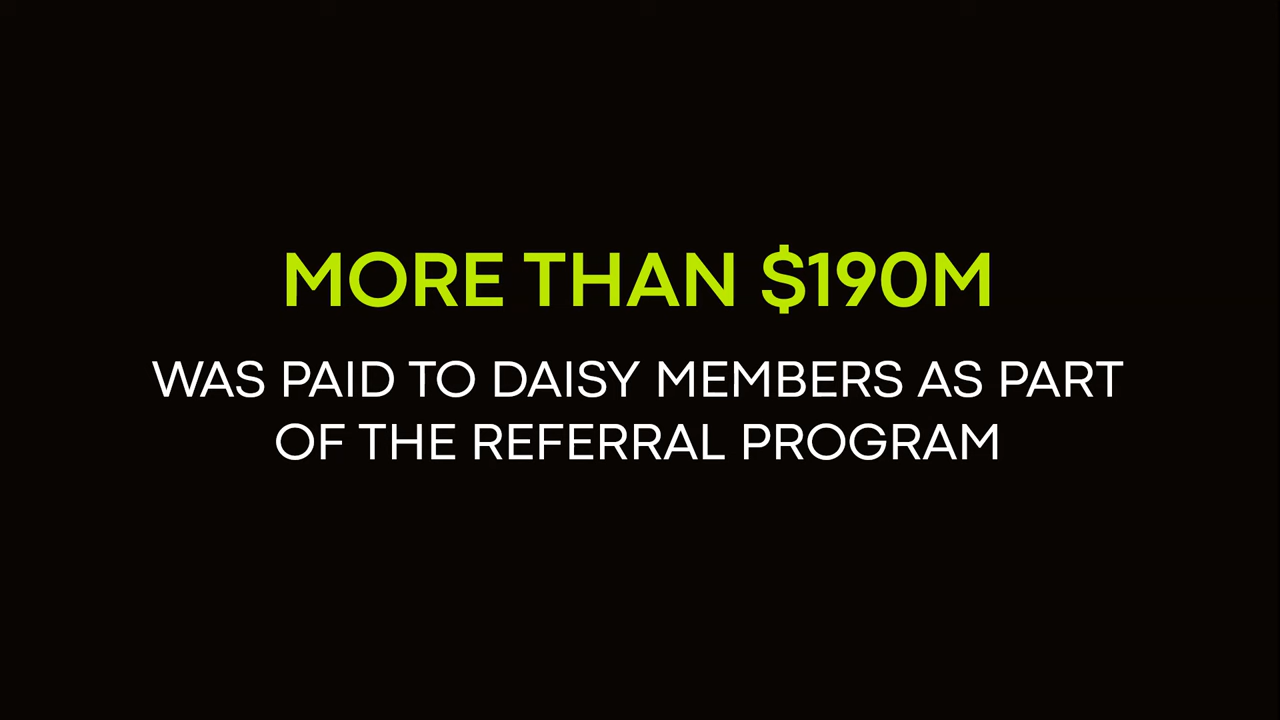 MORE THAN $190M
WAS PAID TO DAISY MEMBERS AS PART
OF THE REFERRAL PROGRAM